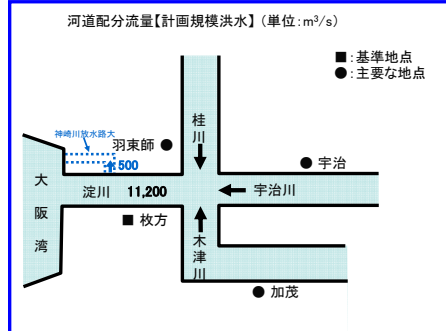 河道配分流量【計画規模洪水】(単位:m³/s)
■:基準地点
●:主要な地点
神崎川放水路大
羽東師●
500
桂川
●宇治
大阪湾
淀川 11,200
宇治川
■枚方
木津川
●加茂